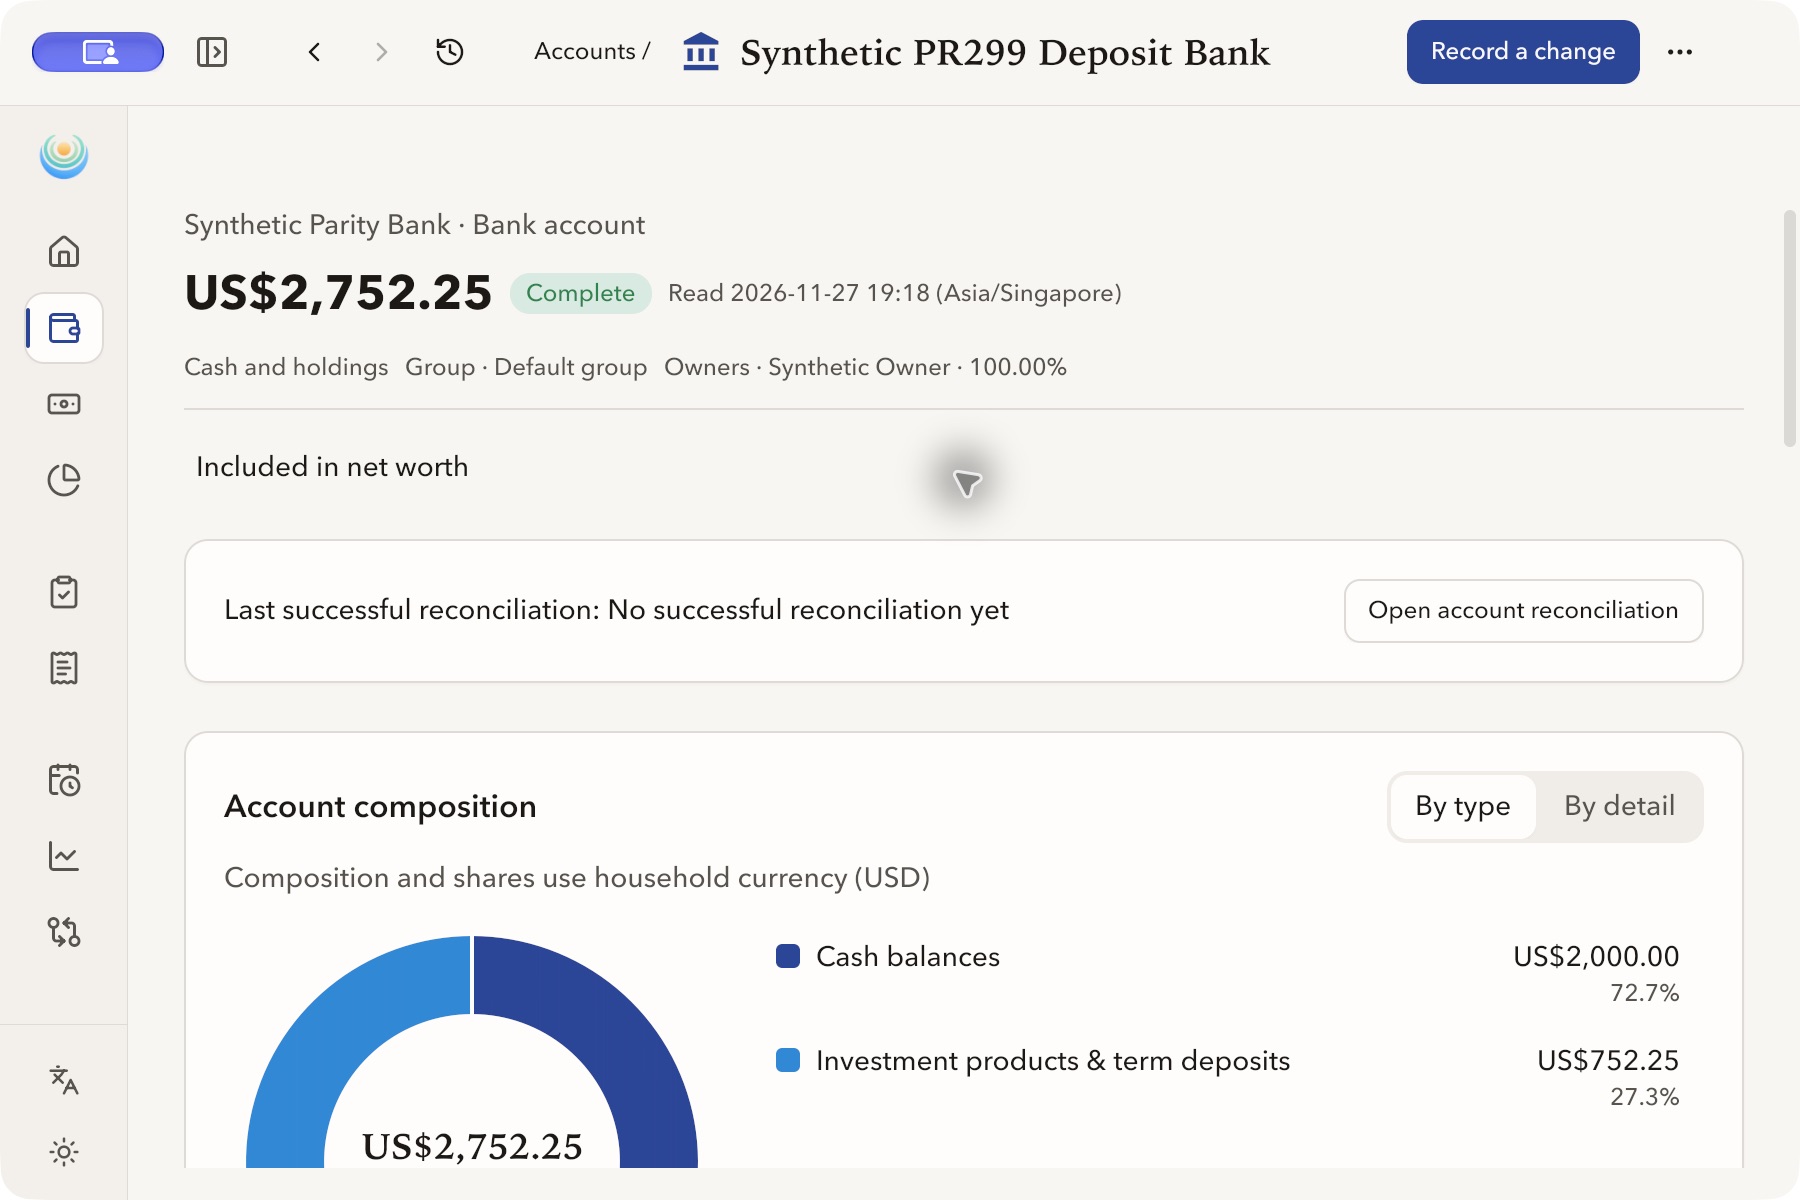 Accounts /
Synthetic PR299 Deposit Bank
Record a change
Synthetic Parity Bank · Bank account
US$2,752.25 Complete Read 2026-11-27 19:18 (Asia/Singapore)
Cash and holdings Group · Default group Owners · Synthetic Owner · 100.00%
Included in net worth
Last successful reconciliation: No successful reconciliation yet
Open account reconciliation
Account composition
By type
By detail
Composition and shares use household currency (USD)
Cash balances
US$2,000.00
72.7%
Investment products & term deposits
US$752.25
27.3%
US$2,752.25